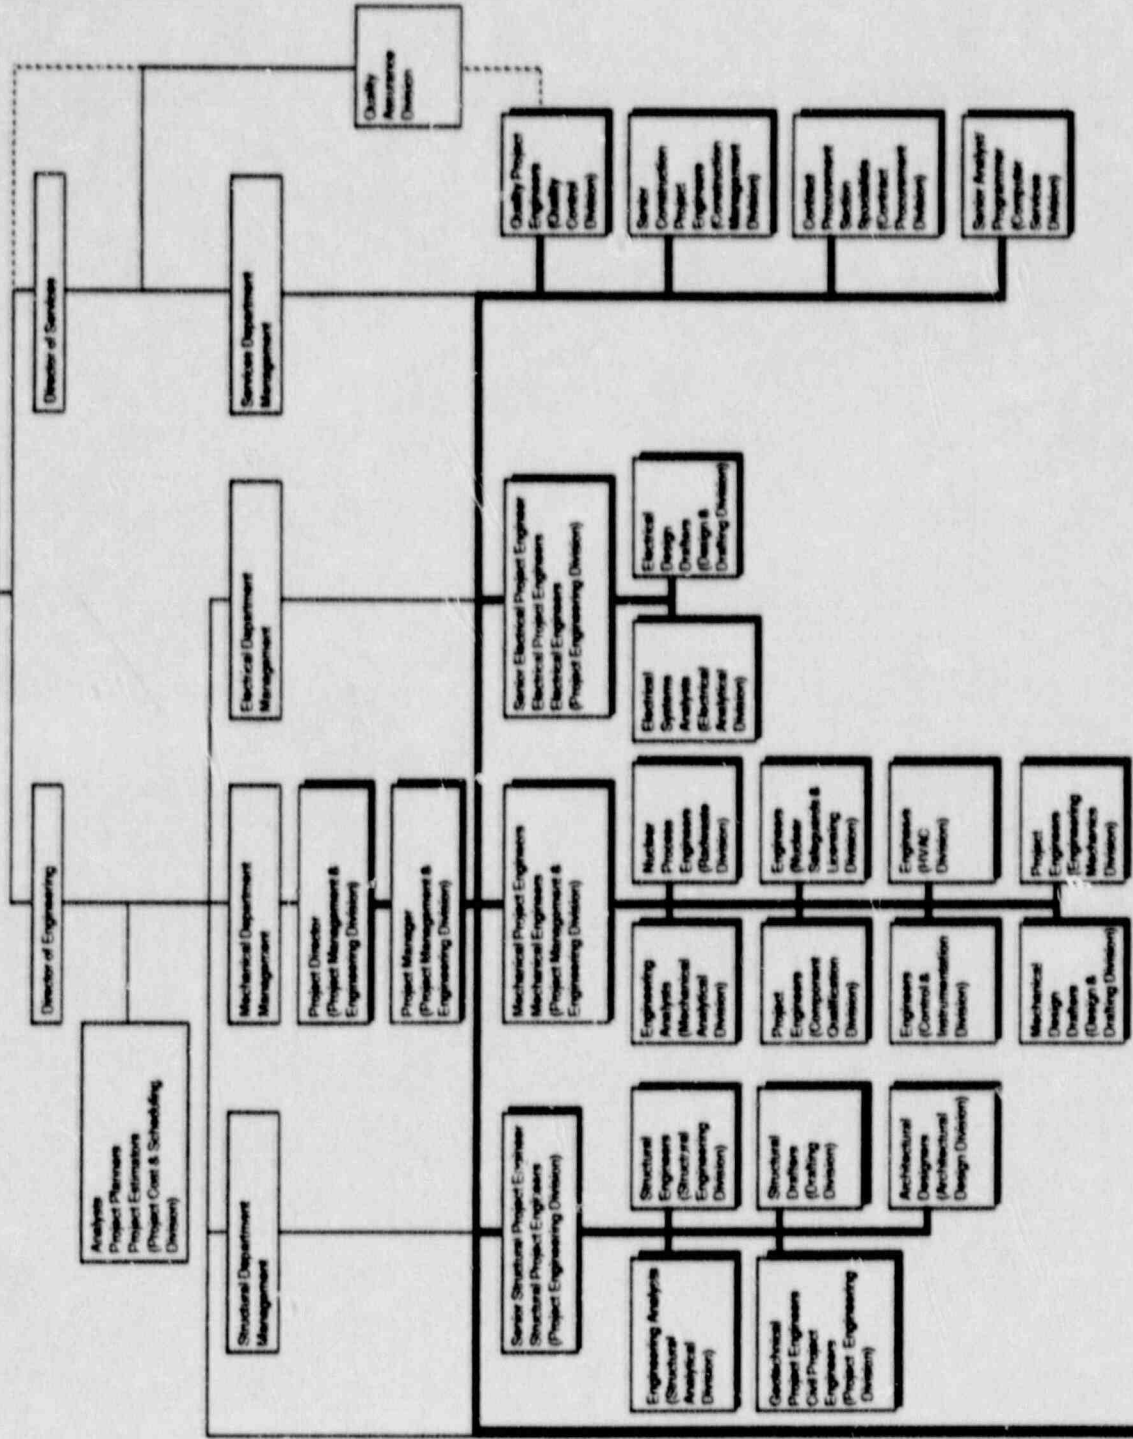 Director of Engineering
Director of Services
Analysts
Project Planners
Project Estimators
(Project Cost & Scheduling
Division)
Quality
Assurance
Division
Structural Department
Management
Mechanical Department
Management
Electrical Department
Management
Services Department
Management
Project Director
(Project Management &
Engineering Division)
Project Manager
(Project Management &
Engineering Division)
Senior Structural Project Engineer
Structural Project Engineers
(Project Engineering Division)
Mechanical Project Engineers
Mechanical Engineers
(Project Management &
Engineering Division)
Senior Electrical Project Engineer
Electrical Project Engineers
Electrical Engineers
(Project Engineering Division)
Quality Project
Engineers
(Quality
Control
Division)
Engineering Analysts
(Structural
Analytical
Division)
Structural
Engineers
(Structural
Engineering
Division)
Engineering
Analysts
(Mechanical
Analytical
Division)
Nuclear
Process
Engineers
(Radwaste
Division)
Electrical
Systems
Analysts
(Electrical
Analytical
Division)
Electrical
Design
Drafters
(Design &
Drafting Division)
Senior
Construction
Project
Engineers
(Construction
Management
Division)
Geotechnical
Project Engineers
Civil Project
Engineers
(Project Engineering
Division)
Structural
Drafters
(Drafting
Division)
Project
Engineers
(Component
Qualification
Division)
Engineers
(Nuclear
Safeguards &
Licensing
Division)
Contract
Procurement
Section
Specialists
(Contract
Procurement
Division)
Architectural
Designers
(Architectural
Design Division)
Engineers
(Control &
Instrumentation
Division)
Engineers
(HVAC
Division)
Senior Analyst/
Programmer
(Computer
Services
Division)
Mechanical
Design
Drafters
(Design &
Drafting Division)
Project
Engineers
(Engineering
Mechanics
Division)